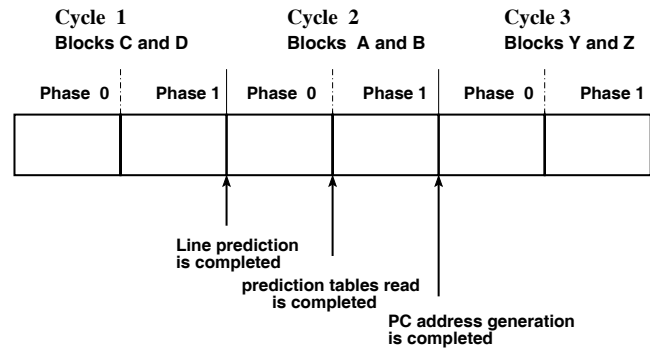 Cycle 1
Blocks C and D
Cycle 2
Blocks A and B
Cycle 3
Blocks Y and Z
Phase 0
Phase 1
Phase 0
Phase 1
Phase 0
Phase 1
Line prediction
is completed
prediction tables read
is completed
PC address generation
is completed